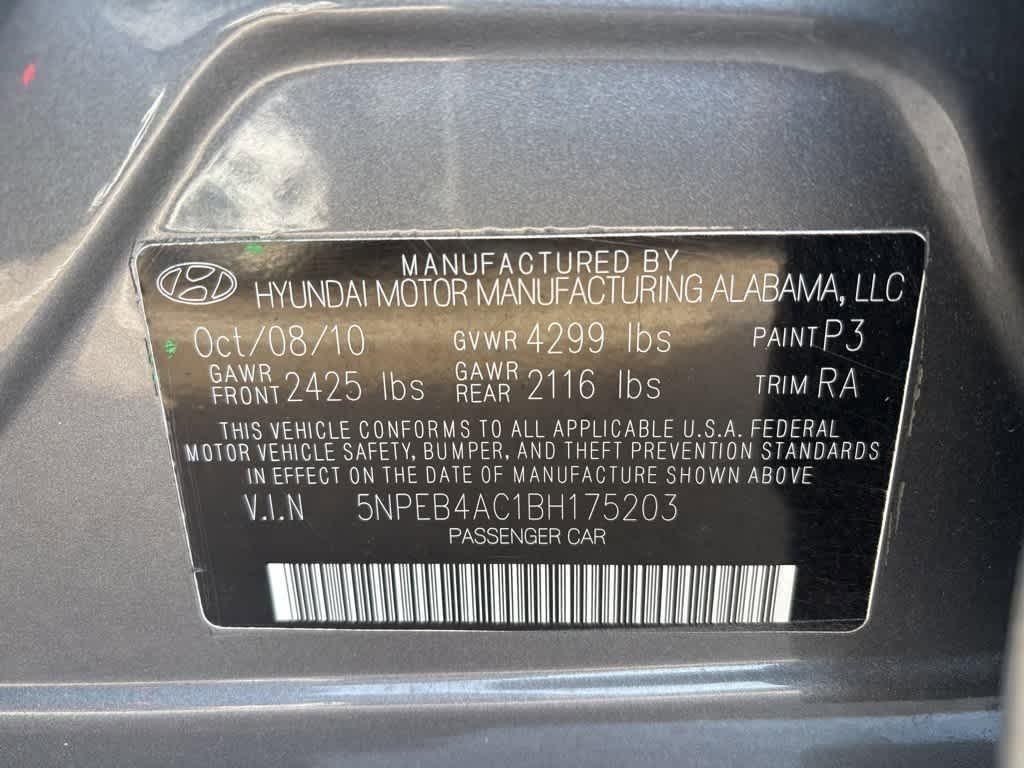 MANUFACTURED BY
HYUNDAI MOTOR MANUFACTURING ALABAMA, LLC
Oct/08/10 GVWR 4299 lbs PAINT P3
GAWR FRONT 2425 lbs GAWR REAR 2116 lbs TRIM RA
THIS VEHICLE CONFORMS TO ALL APPLICABLE U.S.A. FEDERAL
MOTOR VEHICLE SAFETY, BUMPER, AND THEFT PREVENTION STANDARDS
IN EFFECT ON THE DATE OF MANUFACTURE SHOWN ABOVE
V.I.N 5NPEB4AC1BH175203
PASSENGER CAR